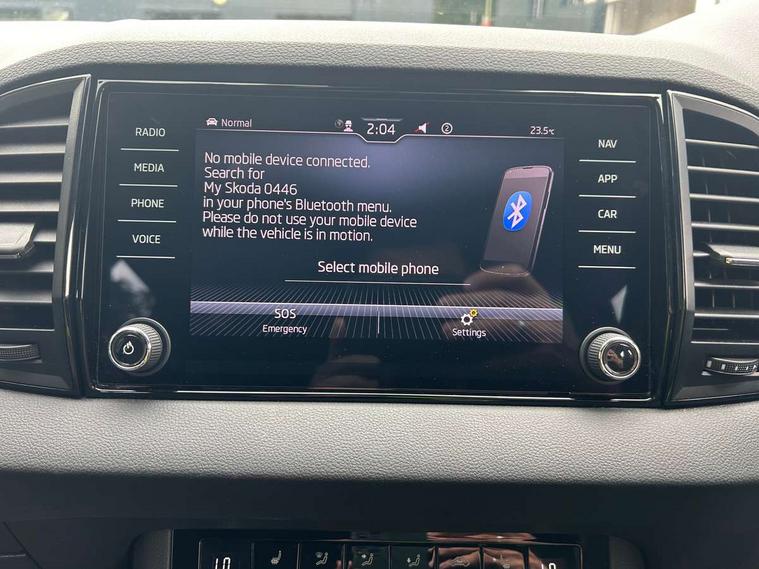 Normal
2:04
2
23.5°C
RADIO
MEDIA
PHONE
VOICE
No mobile device connected.
Search for
My Skoda 0446
in your phone's Bluetooth menu.
Please do not use your mobile device
while the vehicle is in motion.
Select mobile phone
SOS
Emergency
Settings
NAV
APP
CAR
MENU